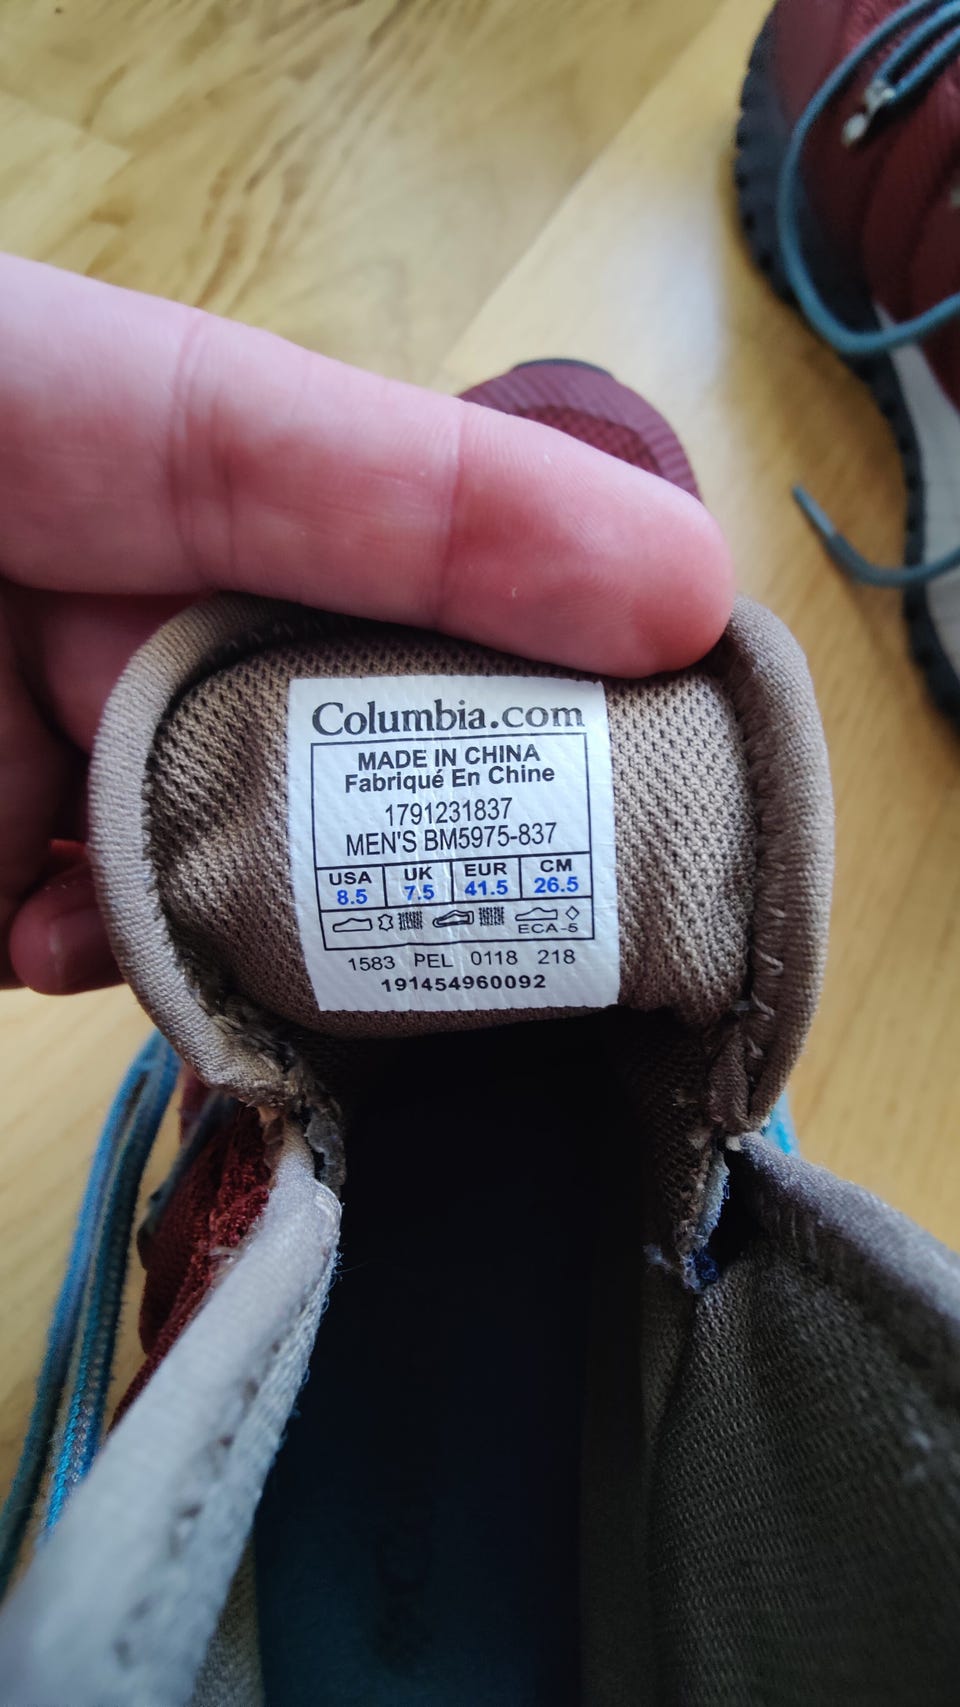 Columbia.com
MADE IN CHINA
Fabriqué En Chine
1791231837
MEN'S BM5975-837
USA UK EUR CM
8.5 7.5 41.5 26.5
ECA-5
1583 PEL 0118 218
191454960092